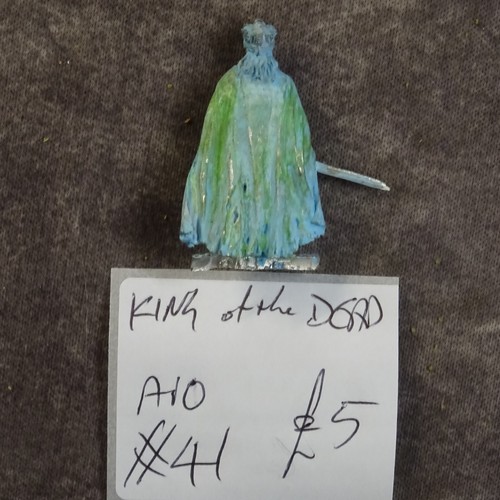 KING of the DEAD
A10
#41 £5